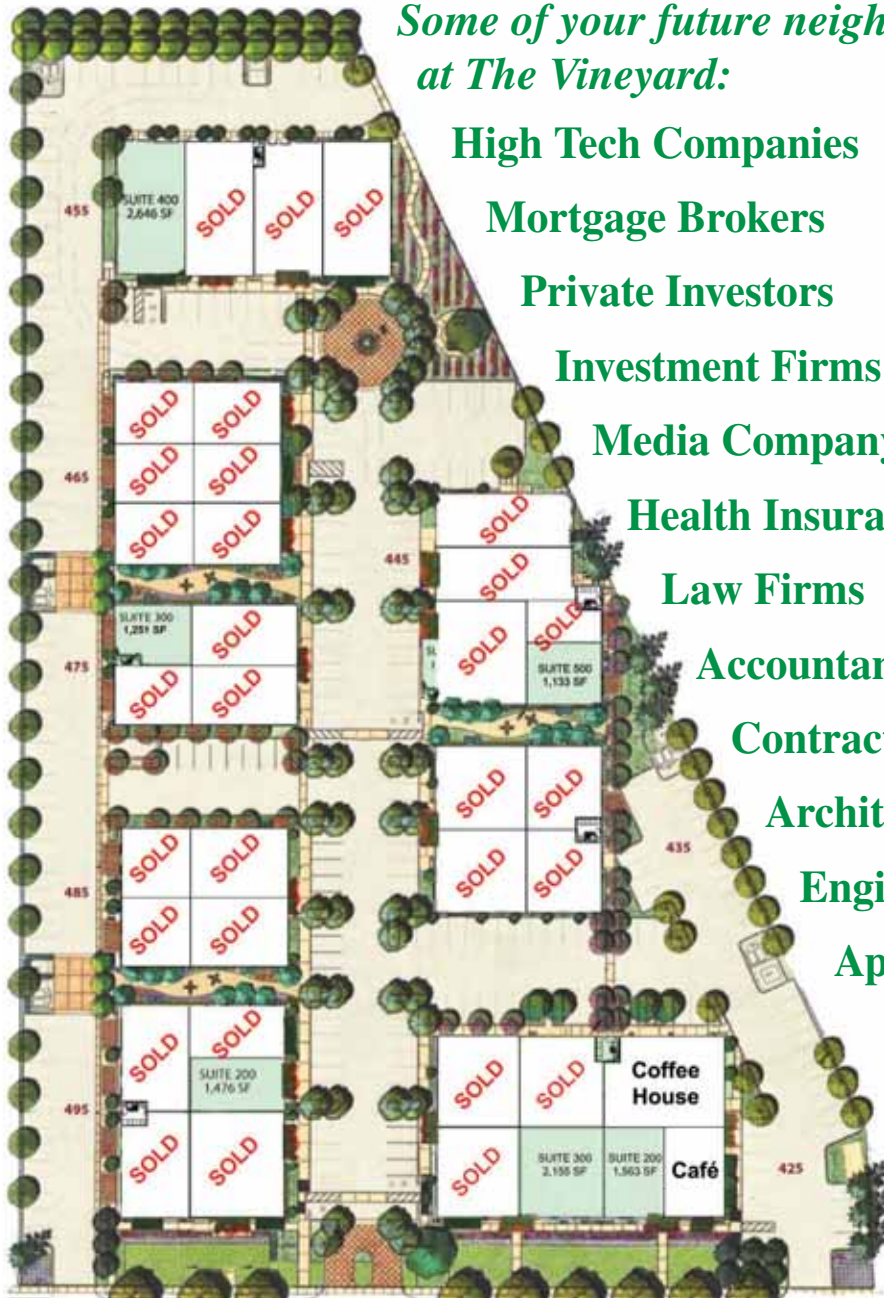 Some of your future neigh
at The Vineyard:
High Tech Companies
Mortgage Brokers
Private Investors
Investment Firms
Media Company
Health Insura
Law Firms
Accountan
Contract
Archit
Engi
Ap
455
SUITE 400
2,646 SF
SOLD
SOLD
SOLD
465
SOLD
SOLD
SOLD
SOLD
SOLD
SOLD
475
SUITE 300
1,251 SF
SOLD
SOLD
SOLD
485
SOLD
SOLD
SOLD
SOLD
495
SOLD
SOLD
SUITE 200
1,476 SF
SOLD
SOLD
445
SOLD
SOLD
SOLD
SOLD
SUITE 500
1,133 SF
435
SOLD
SOLD
SOLD
SOLD
425
SOLD
SOLD
Coffee
House
SOLD
SUITE 300
2,155 SF
SUITE 200
1,563 SF
Café